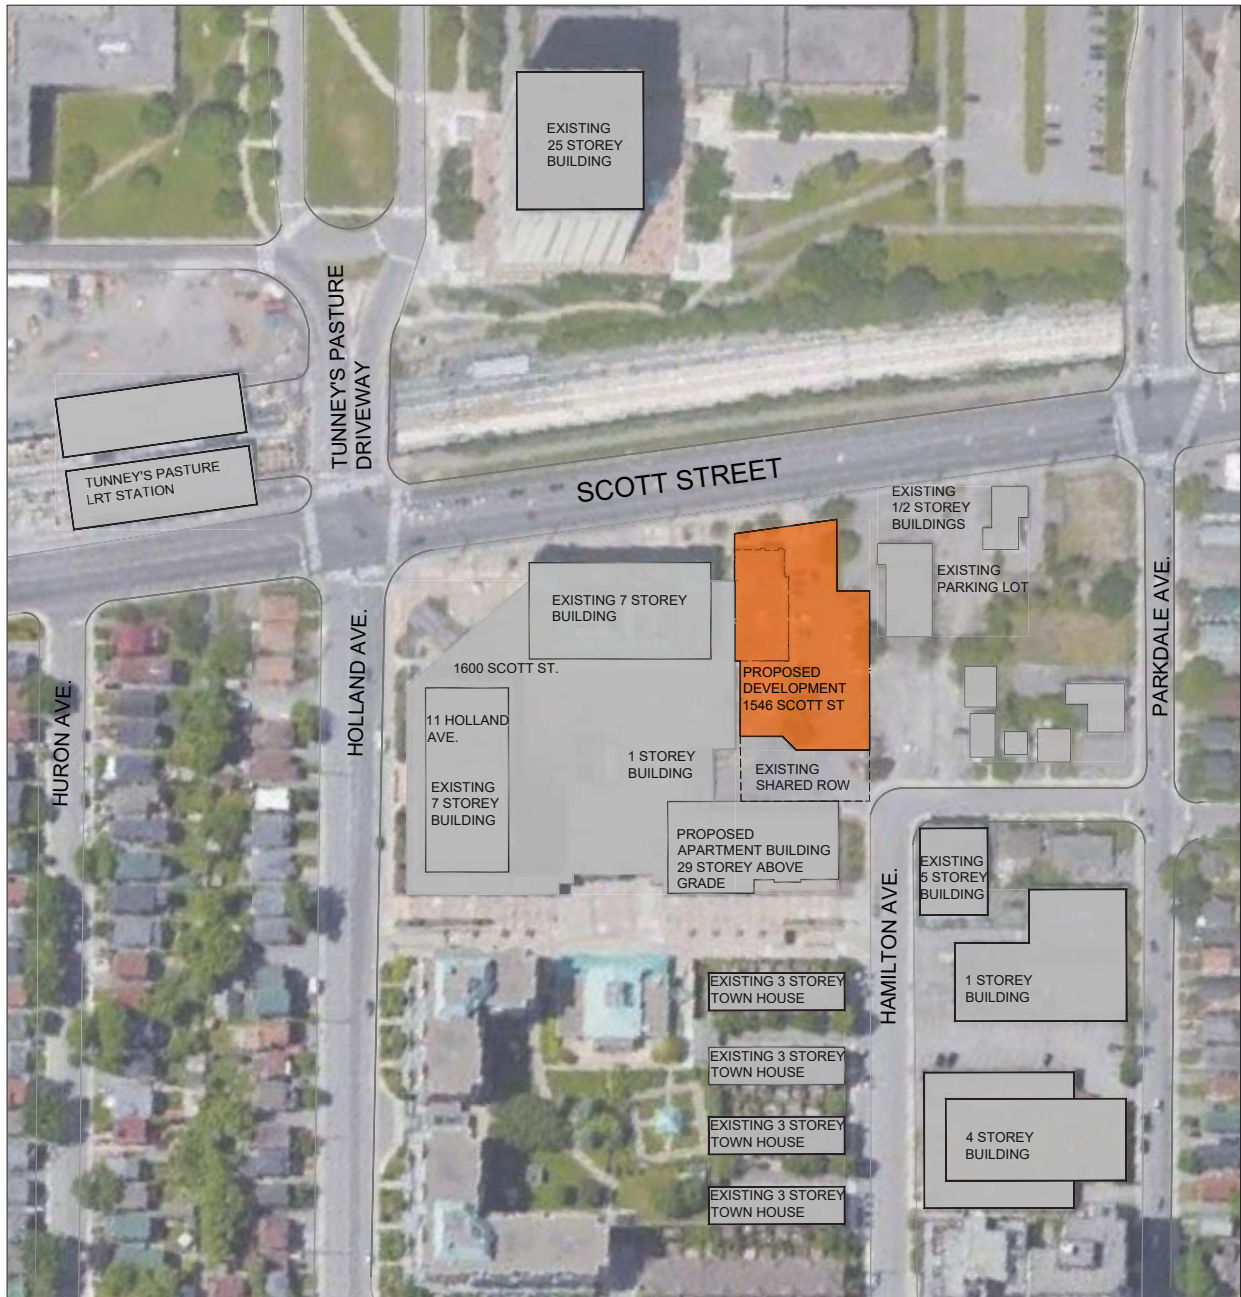 EXISTING
25 STOREY
BUILDING
TUNNEY'S PASTURE
DRIVEWAY
TUNNEY'S PASTURE
LRT STATION
SCOTT STREET
EXISTING
1/2 STOREY
BUILDINGS
EXISTING
PARKING LOT
EXISTING 7 STOREY
BUILDING
1600 SCOTT ST.
PROPOSED
DEVELOPMENT
1546 SCOTT ST
HURON AVE.
HOLLAND AVE.
PARKDALE AVE.
11 HOLLAND
AVE.
EXISTING
7 STOREY
BUILDING
1 STOREY
BUILDING
EXISTING
SHARED ROW
PROPOSED
APARTMENT BUILDING
29 STOREY ABOVE
GRADE
HAMILTON AVE.
EXISTING
5 STOREY
BUILDING
1 STOREY
BUILDING
EXISTING 3 STOREY
TOWN HOUSE
EXISTING 3 STOREY
TOWN HOUSE
EXISTING 3 STOREY
TOWN HOUSE
EXISTING 3 STOREY
TOWN HOUSE
4 STOREY
BUILDING